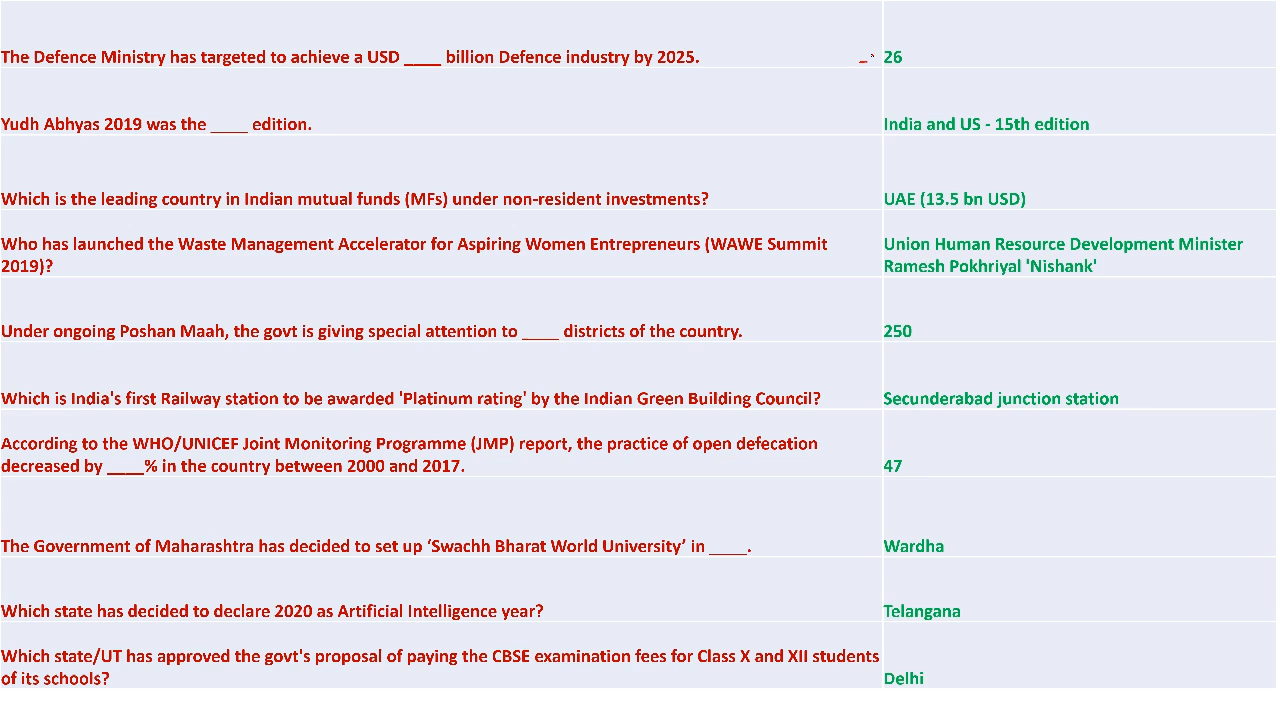 The Defence Ministry has targeted to achieve a USD ____ billion Defence industry by 2025.
26
Yudh Abhyas 2019 was the ____ edition.
India and US - 15th edition
Which is the leading country in Indian mutual funds (MFs) under non-resident investments?
UAE (13.5 bn USD)
Who has launched the Waste Management Accelerator for Aspiring Women Entrepreneurs (WAWE Summit
2019)?
Union Human Resource Development Minister
Ramesh Pokhriyal 'Nishank'
Under ongoing Poshan Maah, the govt is giving special attention to ____ districts of the country.
250
Which is India's first Railway station to be awarded 'Platinum rating' by the Indian Green Building Council?
Secunderabad junction station
According to the WHO/UNICEF Joint Monitoring Programme (JMP) report, the practice of open defecation
decreased by ____% in the country between 2000 and 2017.
47
The Government of Maharashtra has decided to set up ‘Swachh Bharat World University’ in ____.
Wardha
Which state has decided to declare 2020 as Artificial Intelligence year?
Telangana
Which state/UT has approved the govt's proposal of paying the CBSE examination fees for Class X and XII students
of its schools?
Delhi